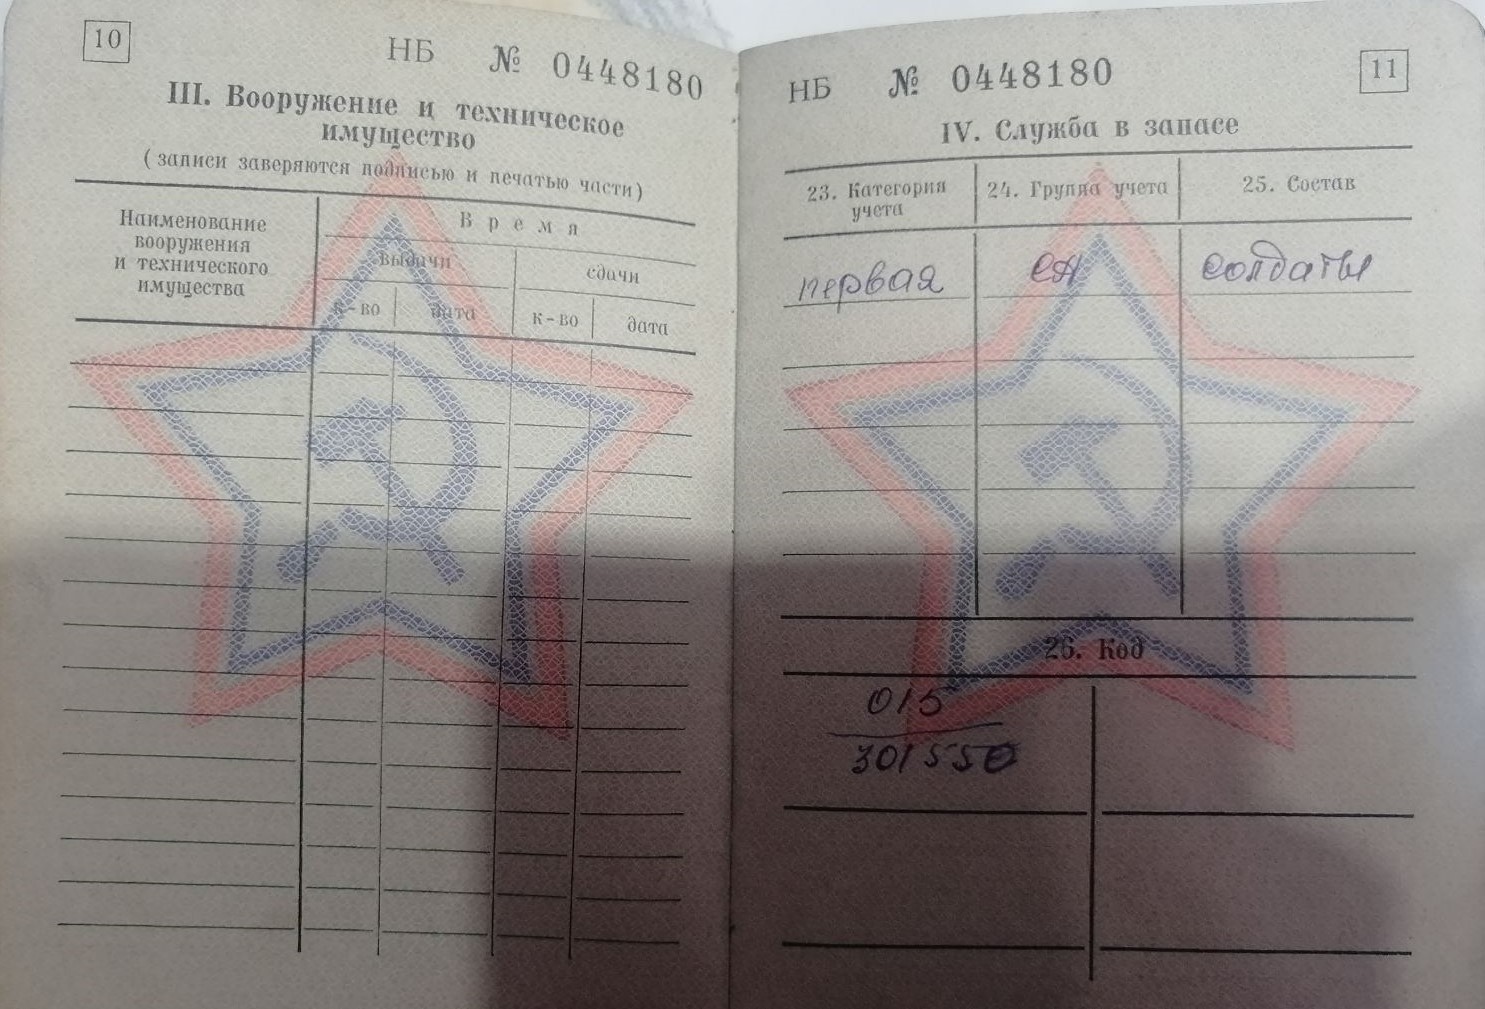 10
НБ № 0448180
III. Вооружение и техническое
имущество
(записи заверяются подписью и печатью части)
Наименование
вооружения
и технического
имущества
Время
выдачи
сдачи
к-во
дата
к-во
дата
НБ № 0448180
11
IV. Служба в запасе
23. Категория
учета
24. Группа учета
25. Состав
первая
СА
солдаты
26. Код
015
301550